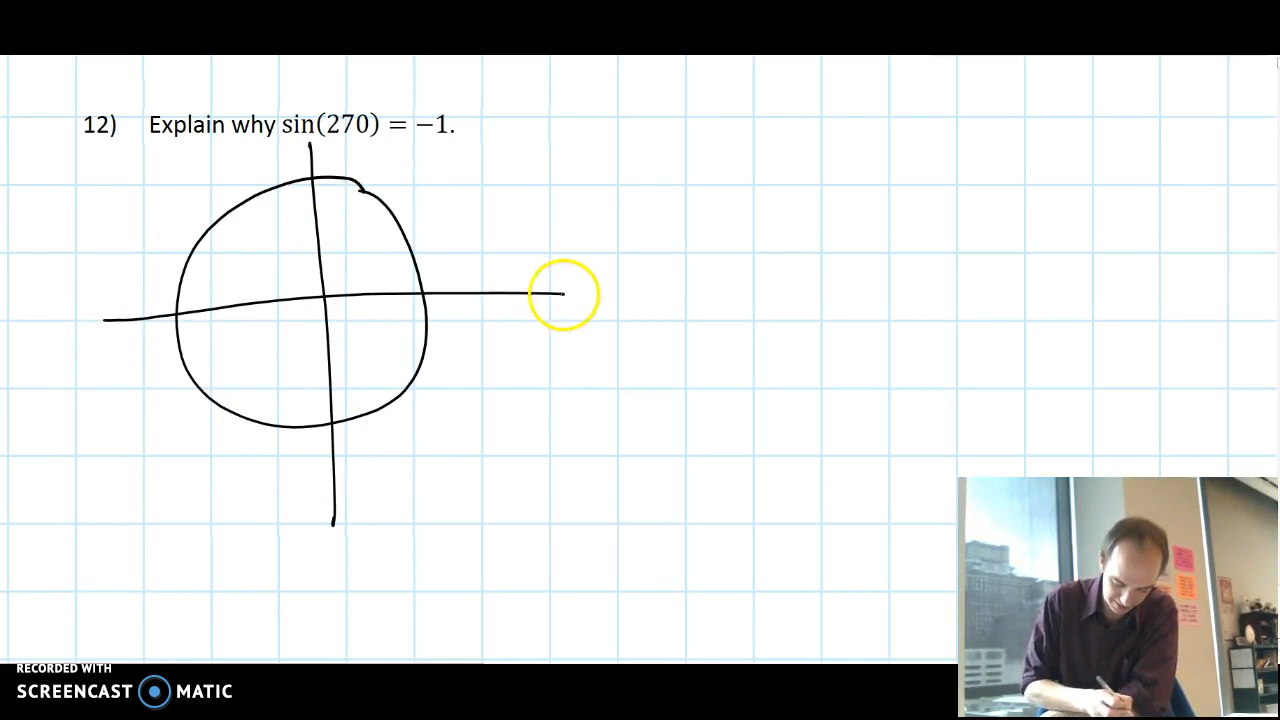 12) Explain why sin(270) = −1.
RECORDED WITH
SCREENCAST MATIC